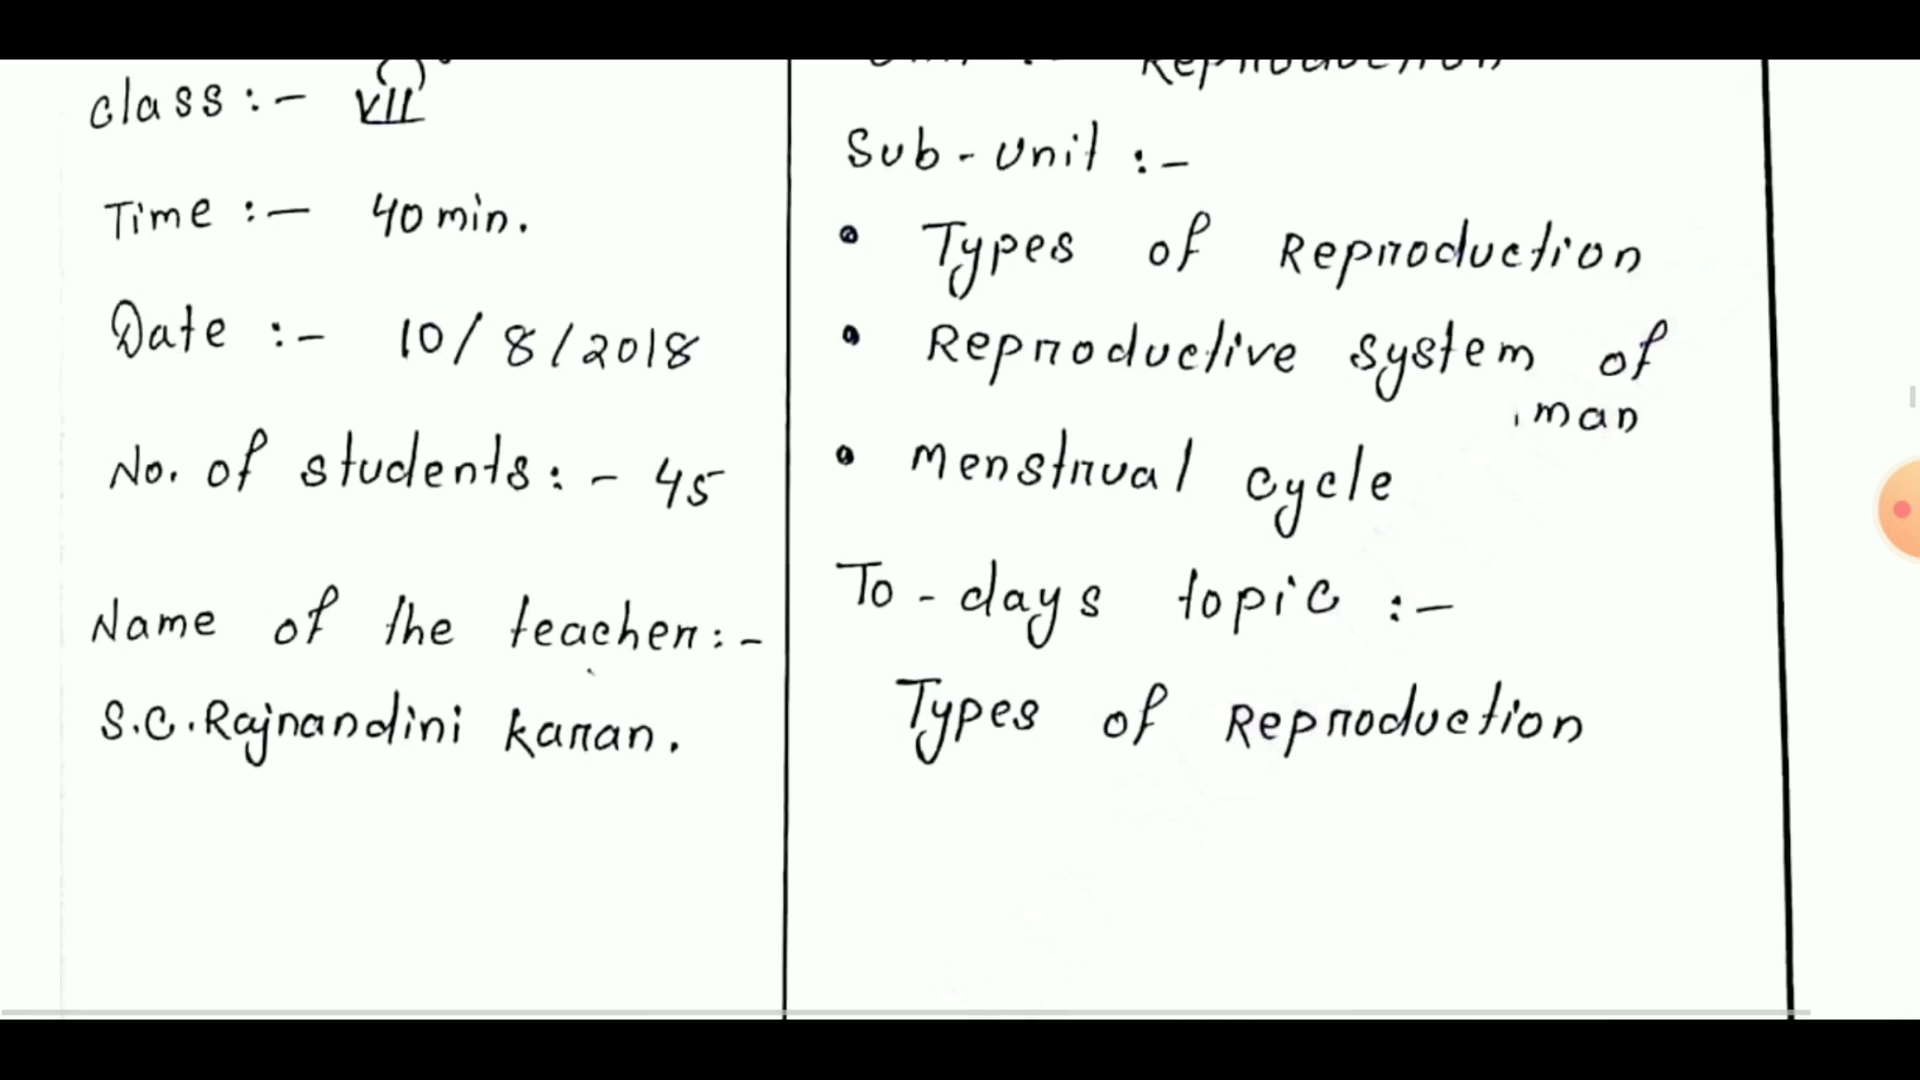 class :- VII
Time :- 40 min.
Date :- 10/8/2018
No. of students :- 45
Name of the teacher :-
S.C. Rajnandini karan.
Reproduction
Sub-unit :-
• Types of Reproduction
• Reproductive system of
man
• Menstrual cycle
To-days topic :-
Types of Reproduction